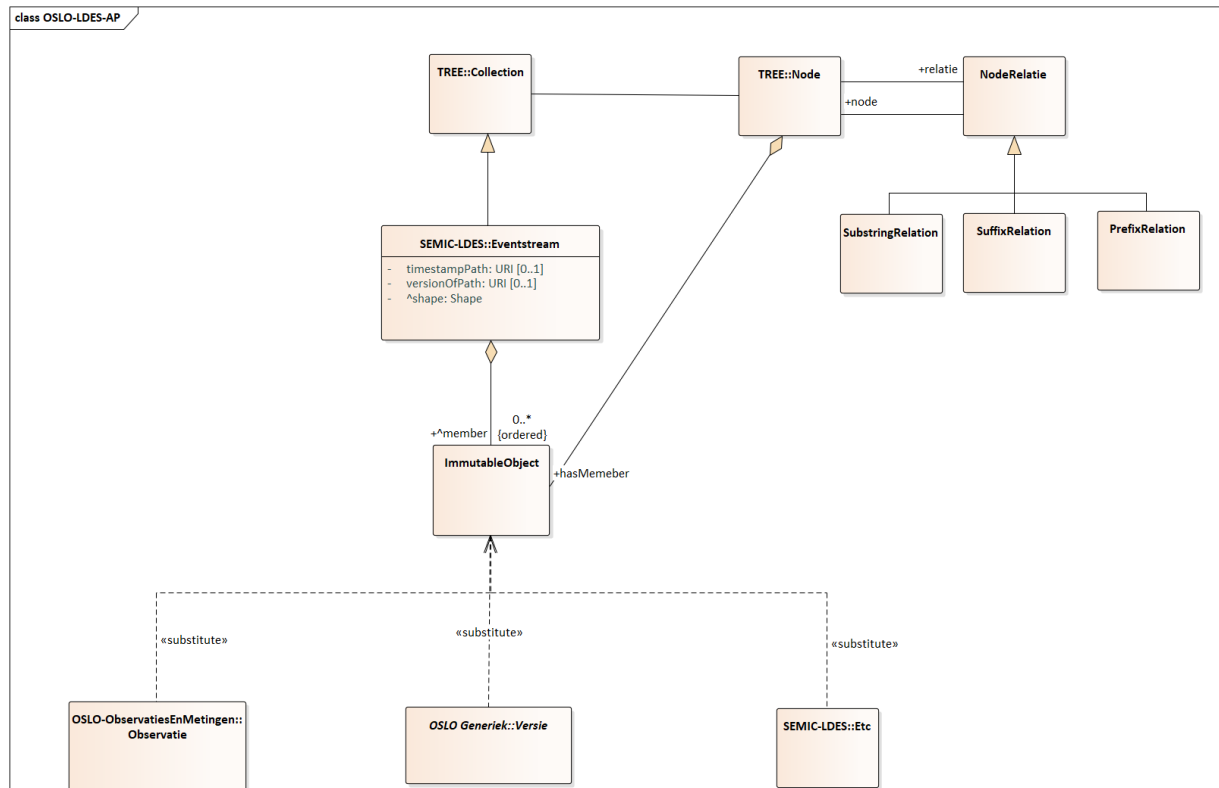 class OSLO-LDES-AP
TREE::Collection
TREE::Node
+relatie
+node
NodeRelatie
SubstringRelation
SuffixRelation
PrefixRelation
SEMIC-LDES::Eventstream
- timestampPath: URI [0..1]
- versionOfPath: URI [0..1]
- ^shape: Shape
0..*
+^member {ordered}
ImmutableObject
+hasMemeber
«substitute»
«substitute»
«substitute»
OSLO-ObservatiesEnMetingen::
Observatie
OSLO Generiek::Versie
SEMIC-LDES::Etc